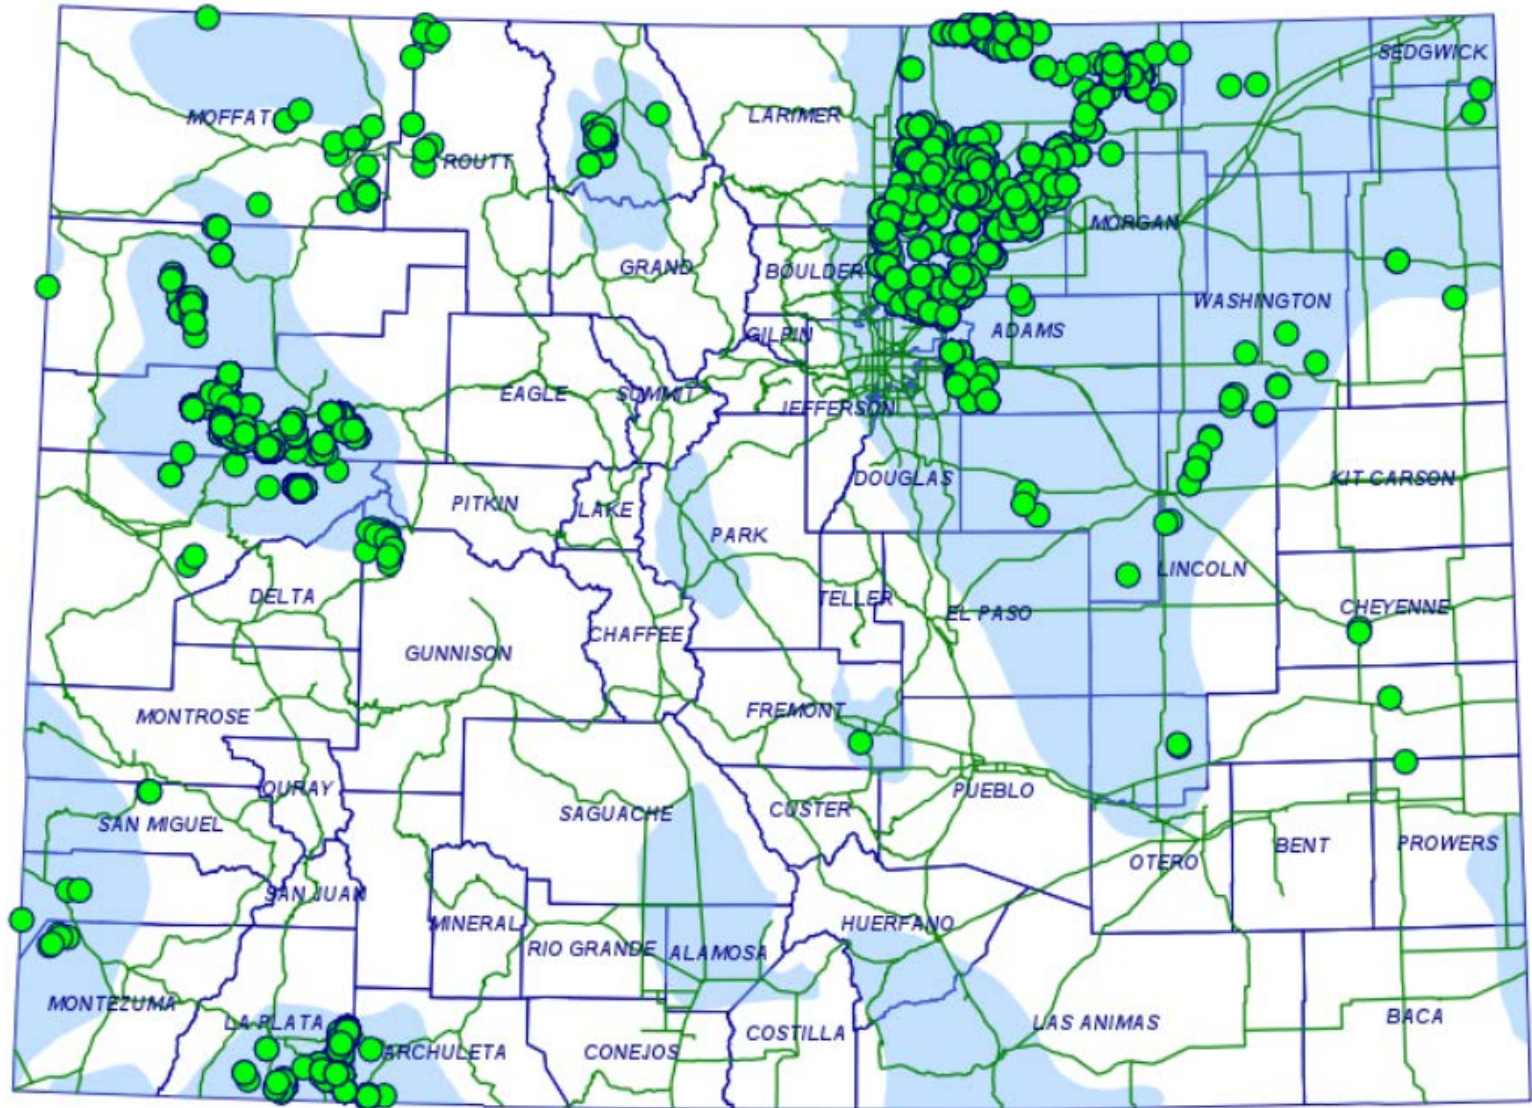 SEDGWICK
MOFFAT
LARIMER
ROUTT
MORGAN
GRAND
BOULDER
WASHINGTON
GILPIN
ADAMS
EAGLE
SUMMIT
JEFFERSON
DOUGLAS
KIT CARSON
PITKIN
LAKE
PARK
LINCOLN
DELTA
TELLER
EL PASO
CHEYENNE
CHAFFEE
GUNNISON
MONTROSE
FREMONT
OURAY
PUEBLO
SAN MIGUEL
SAGUACHE
CUSTER
OTERO
BENT
PROWERS
SAN JUAN
MINERAL
HUERFANO
RIO GRANDE
ALAMOSA
MONTEZUMA
LA PLATA
ARCHULETA
CONEJOS
COSTILLA
LAS ANIMAS
BACA